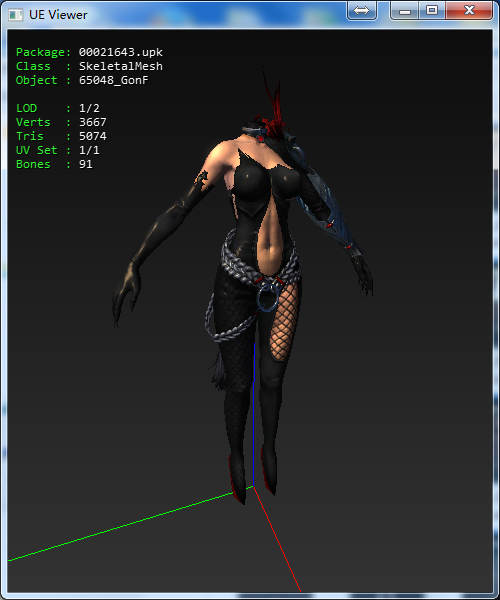 UE Viewer
Package: 00021643.upk
Class : SkeletalMesh
Object : 65048_GonF
LOD : 1/2
Verts : 3667
Tris : 5074
UV Set : 1/1
Bones : 91